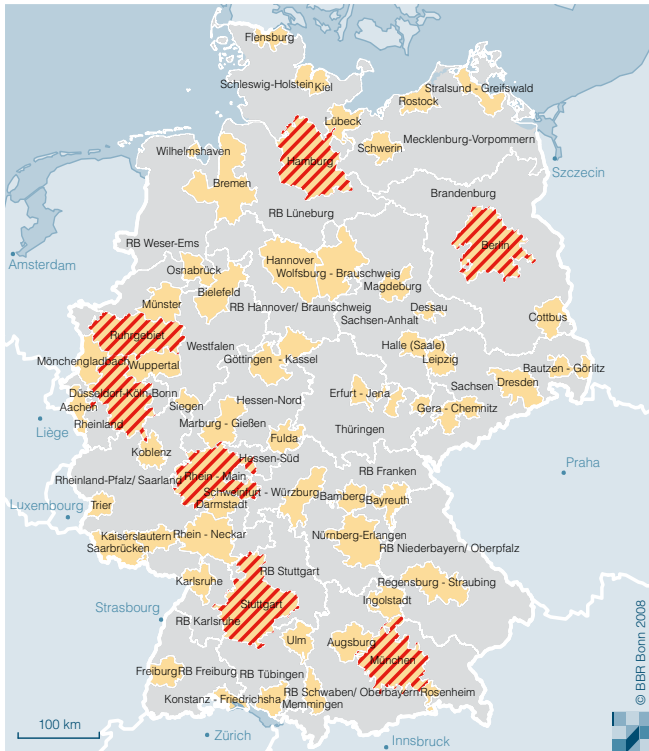 Flensburg
Schleswig-Holstein
Kiel
Stralsund - Greifswald
Rostock
Lübeck
Mecklenburg-Vorpommern
Schwerin
Wilhelmshaven
Hamburg
Szczecin
Bremen
Brandenburg
RB Lüneburg
RB Weser-Ems
Berlin
Amsterdam
Hannover
Osnabrück
Wolfsburg - Brauschweig
Magdeburg
Bielefeld
Münster
RB Hannover/ Braunschweig
Dessau
Sachsen-Anhalt
Cottbus
Ruhrgebiet
Westfalen
Halle (Saale)
Mönchengladbach
Wuppertal
Göttingen - Kassel
Leipzig
Bautzen - Görlitz
Düsseldorf-Köln-Bonn
Erfurt - Jena
Sachsen
Dresden
Aachen
Siegen
Hessen-Nord
Gera - Chemnitz
Liège
Rheinland
Marburg - Gießen
Thüringen
Fulda
Koblenz
Hessen-Süd
Praha
Rheinland-Pfalz/ Saarland
Rhein - Main
RB Franken
Schweinfurt - Würzburg
Bamberg
Bayreuth
Luxembourg
Trier
Darmstadt
Kaiserslautern
Rhein - Neckar
Nürnberg-Erlangen
Saarbrücken
RB Niederbayern/ Oberpfalz
RB Stuttgart
Karlsruhe
Regensburg - Straubing
Strasbourg
Stuttgart
Ingolstadt
RB Karlsruhe
Ulm
Augsburg
München
Freiburg
RB Freiburg
RB Tübingen
RB Schwaben/ Oberbayern
Rosenheim
Konstanz - Friedrichsha
Memmingen
100 km
Zürich
Innsbruck
© BBR Bonn 2008